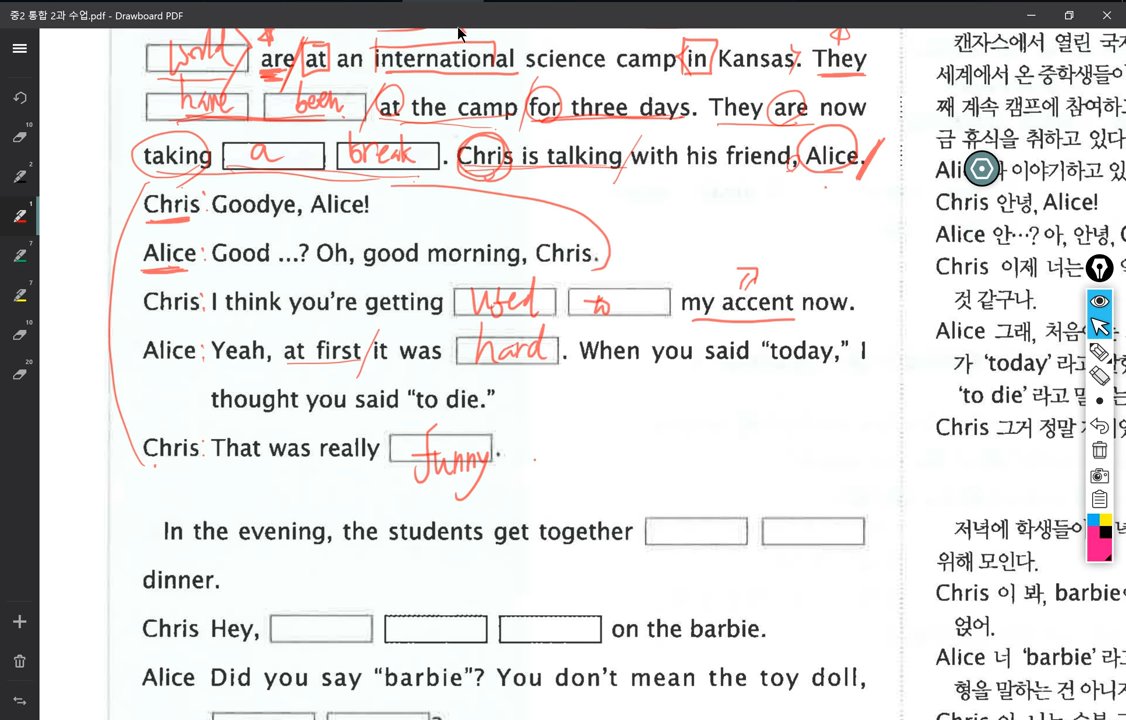 중2 통합 2과 수업.pdf - Drawboard PDF
world are at an international science camp in Kansas. They
have been at the camp for three days. They are now
taking a break. Chris is talking with his friend, Alice.
Chris: Goodye, Alice!
Alice: Good ...? Oh, good morning, Chris.
Chris: I think you're getting used to my accent now.
Alice: Yeah, at first it was hard. When you said "today," I
thought you said "to die."
Chris: That was really funny.
In the evening, the students get together
dinner.
Chris Hey, on the barbie.
Alice Did you say "barbie"? You don't mean the toy doll,
캔자스에서 열린 국
세계에서 온 중학생들이
째 계속 캠프에 참여하고
금 휴식을 취하고 있다
이야기하고 있
Chris 안녕, Alice!
Alice 안…? 아, 안녕, C
Chris 이제 너는
것 같구나.
Alice 그래, 처음
가 'today' 라고
'to die' 라고 말
Chris 그거 정말
저녁에 학생들이
위해 모인다.
Chris 이 봐, barbie
얹어.
Alice 너 'barbie' 라
형을 말하는 건 아니
10
2
1
7
7
10
20